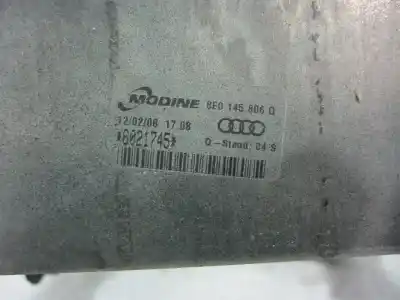 MODINE 8E0 145 806 Q
12/02/06 17:08
*6021745* Q-Stand: 04 S